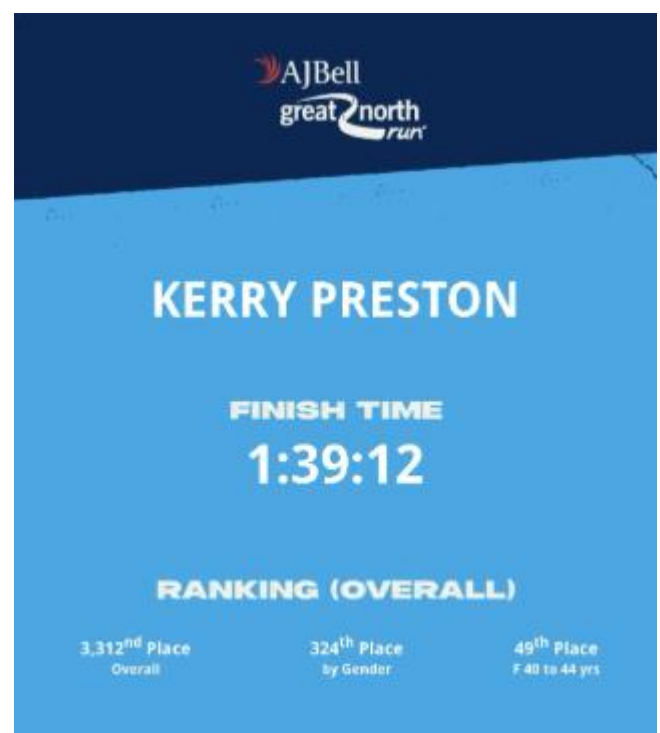 AJBell
great north
run
KERRY PRESTON
FINISH TIME
1:39:12
RANKING (OVERALL)
3,312nd Place
Overall
324th Place
by Gender
49th Place
F 40 to 44 yrs